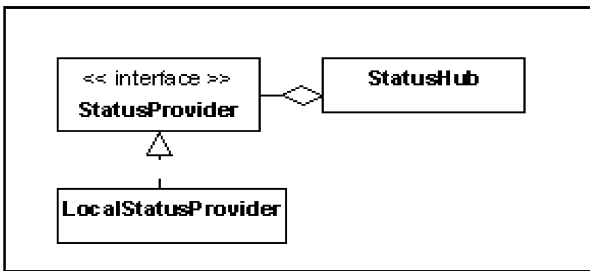 << interface >>
StatusProvider
StatusHub
LocalStatusProvider